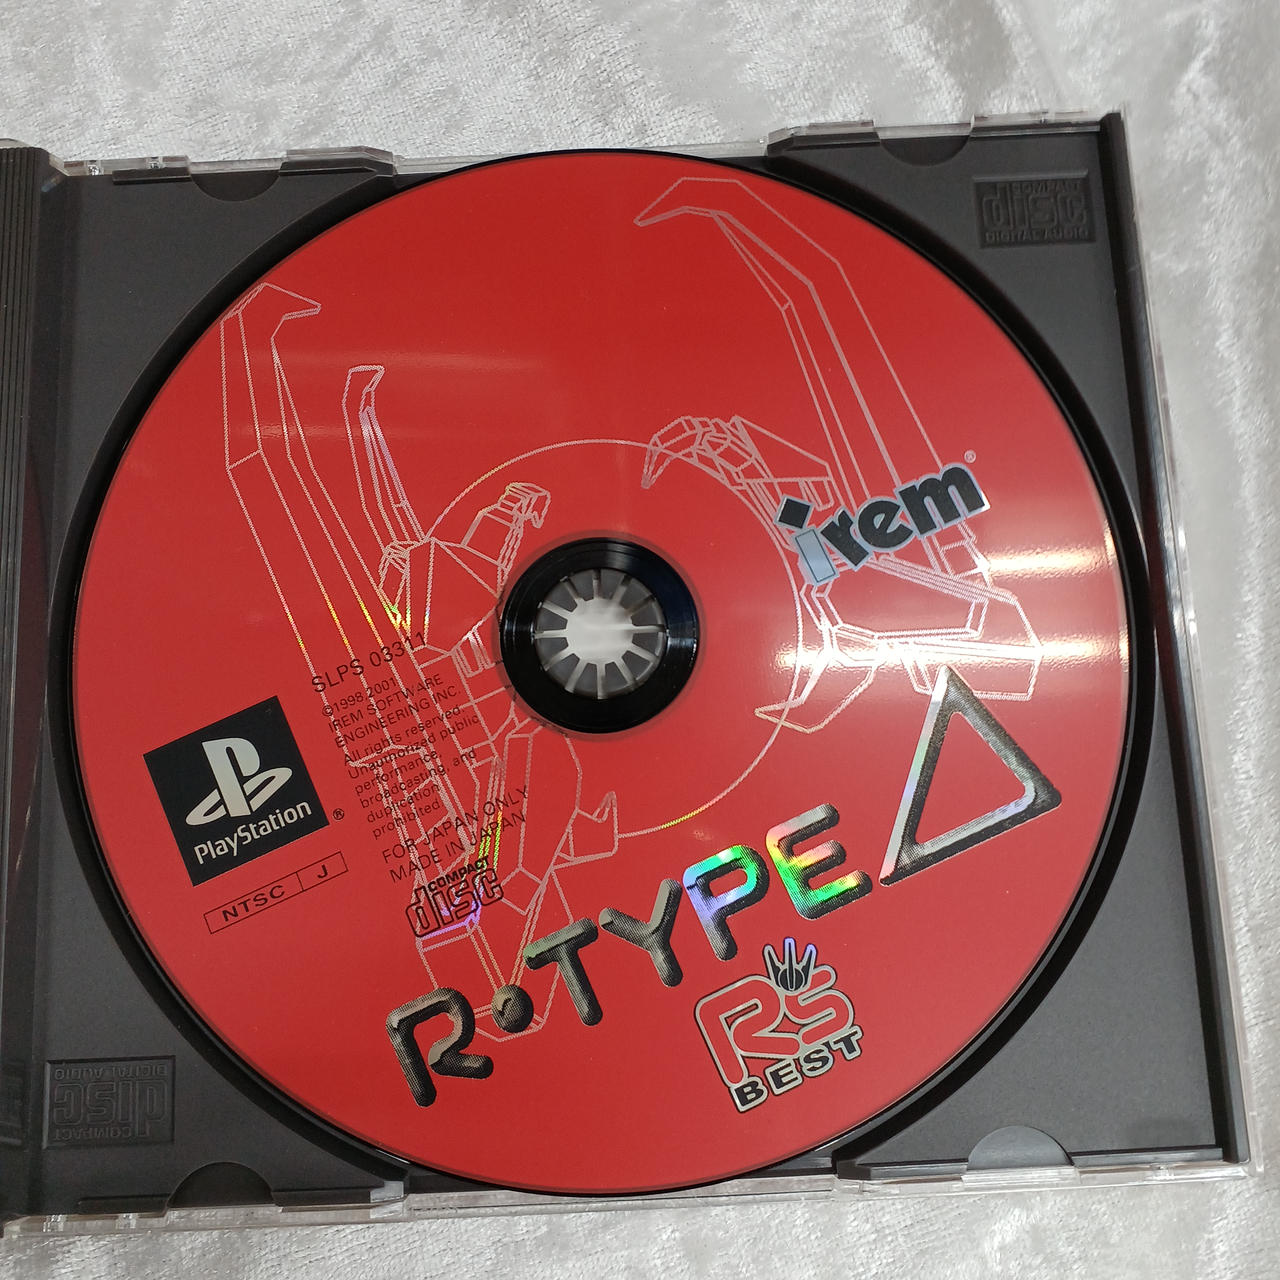 COMPACT
disc
DIGITAL AUDIO
irem®
SLPS 03311
©1998,2001
IREM SOFTWARE
ENGINEERING INC.
All rights reserved.
Unauthorized public
performance,
broadcasting, and
duplication
prohibited
FOR JAPAN ONLY
MADE IN JAPAN
PlayStation
®
NTSC J
COMPACT
disc
R•TYPE Δ
R's
BEST
COMPACT
disc
DIGITAL AUDIO